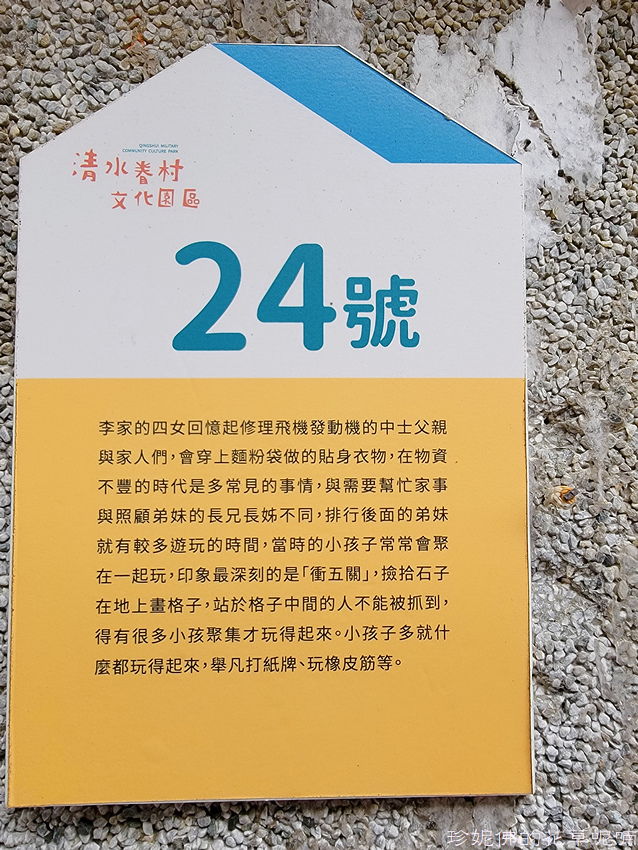 QINGSHUI MILITARY
COMMUNITY CULTURE PARK
清水眷村
文化園區
24號
李家的四女回憶起修理飛機發動機的中士父親
與家人們，會穿上麵粉袋做的貼身衣物，在物資
不豐的時代是多常見的事情，與需要幫忙家事
與照顧弟妹的長兄長姊不同，排行後面的弟妹
就有較多遊玩的時間，當時的小孩子常常會聚
在一起玩，印象最深刻的是「衝五關」，撿拾石子
在地上畫格子，站於格子中間的人不能被抓到，
得有很多小孩聚集才玩得起來。小孩子多就什
麼都玩得起來，舉凡打紙牌、玩橡皮筋等。
珍妮佛的花草呢喃